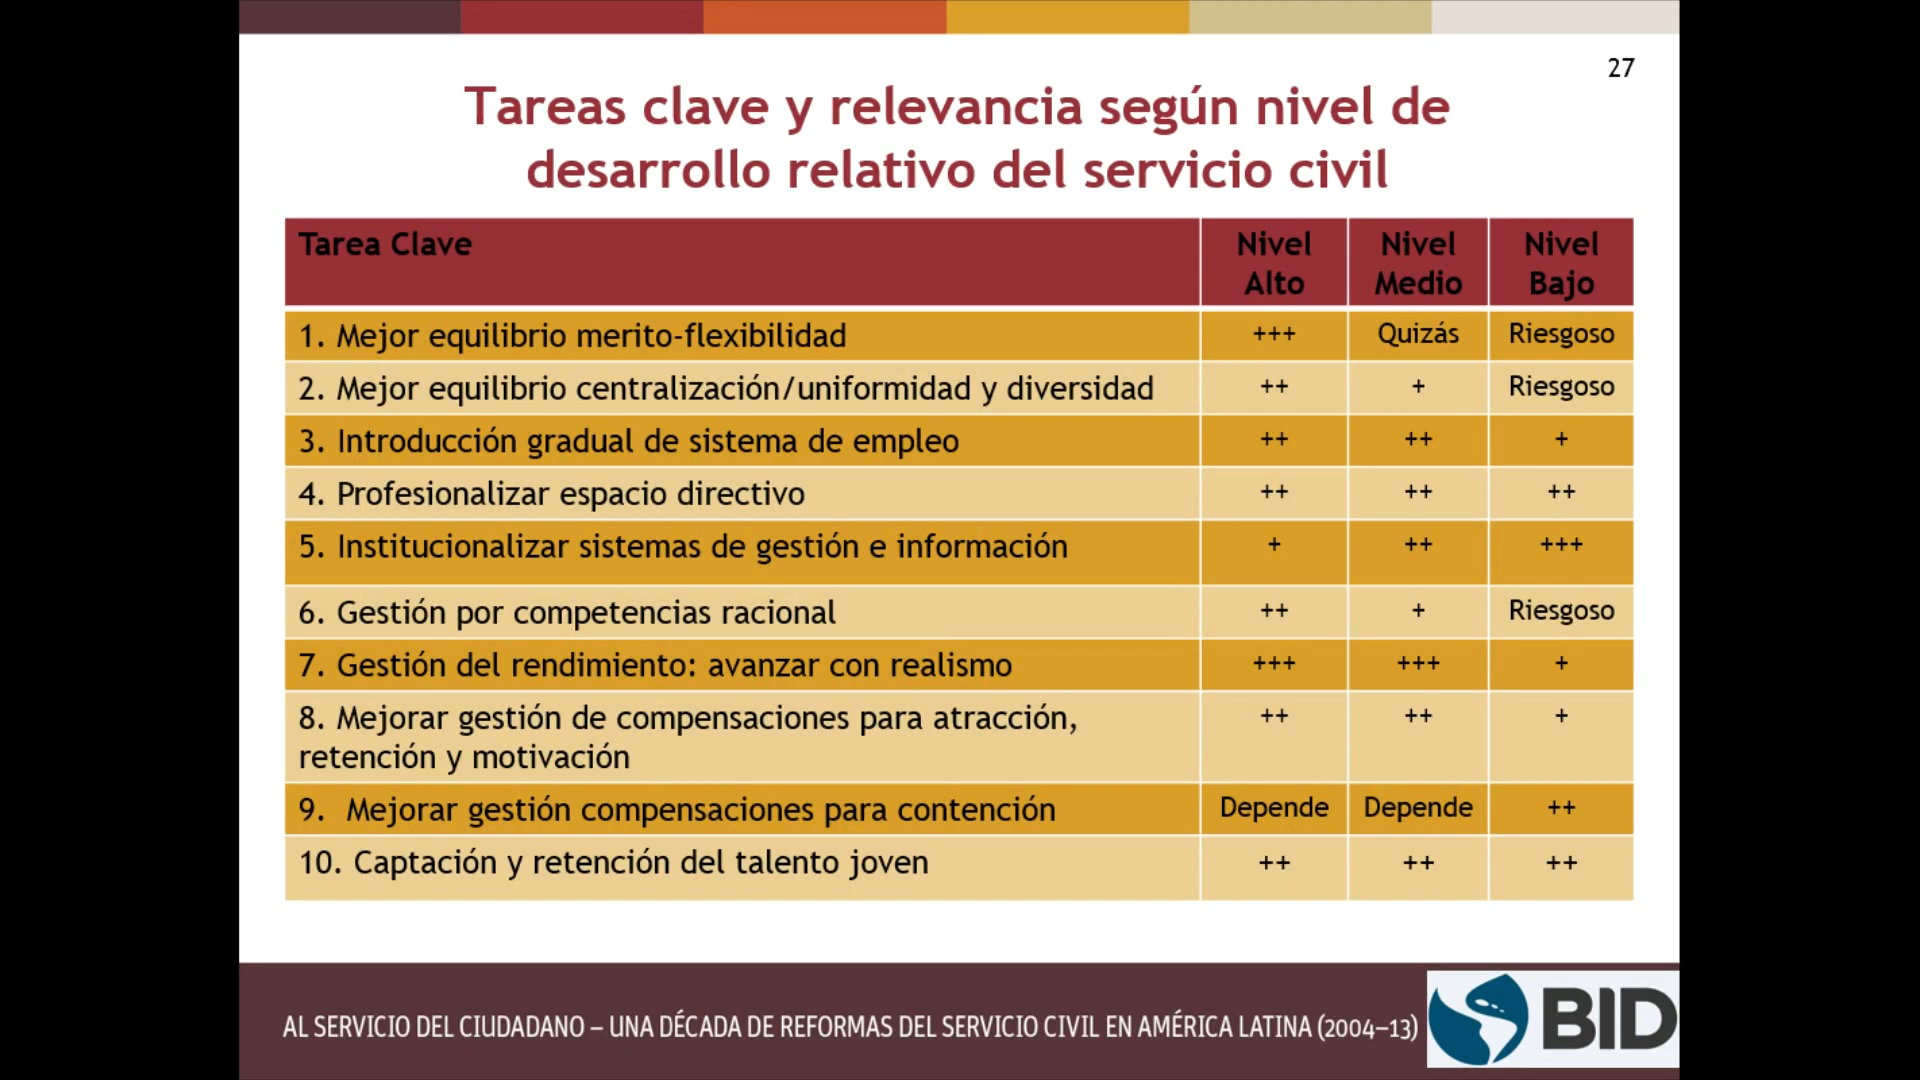 27
Tareas clave y relevancia según nivel de
desarrollo relativo del servicio civil
Tarea Clave Nivel Alto Nivel Medio Nivel Bajo
1. Mejor equilibrio merito-flexibilidad +++ Quizás Riesgoso
2. Mejor equilibrio centralización/uniformidad y diversidad ++ + Riesgoso
3. Introducción gradual de sistema de empleo ++ ++ +
4. Profesionalizar espacio directivo ++ ++ ++
5. Institucionalizar sistemas de gestión e información + ++ +++
6. Gestión por competencias racional ++ + Riesgoso
7. Gestión del rendimiento: avanzar con realismo +++ +++ +
8. Mejorar gestión de compensaciones para atracción, ++ ++ +
retención y motivación
9. Mejorar gestión compensaciones para contención Depende Depende ++
10. Captación y retención del talento joven ++ ++ ++
AL SERVICIO DEL CIUDADANO – UNA DÉCADA DE REFORMAS DEL SERVICIO CIVIL EN AMÉRICA LATINA (2004–13)
BID